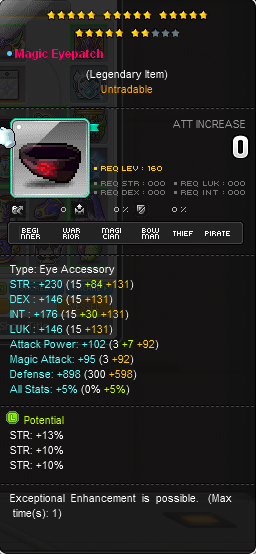 Magic Eyepatch
(Legendary Item)
Untradable
ATT INCREASE
0
REQ LEV : 160
REQ STR : 000 REQ LUK : 000
REQ DEX : 000 REQ INT : 000
0 0 % 0 %
BEGINNER WARRIOR MAGICIAN BOWMAN THIEF PIRATE
Type: Eye Accessory
STR : +230 (15 +84 +131)
DEX : +146 (15 +131)
INT : +176 (15 +30 +131)
LUK : +146 (15 +131)
Attack Power: +102 (3 +7 +92)
Magic Attack: +95 (3 +92)
Defense: +898 (300 +598)
All Stats: +5% (0% +5%)
L Potential
STR: +13%
STR: +10%
STR: +10%
Exceptional Enhancement is possible. (Max
time(s): 1)